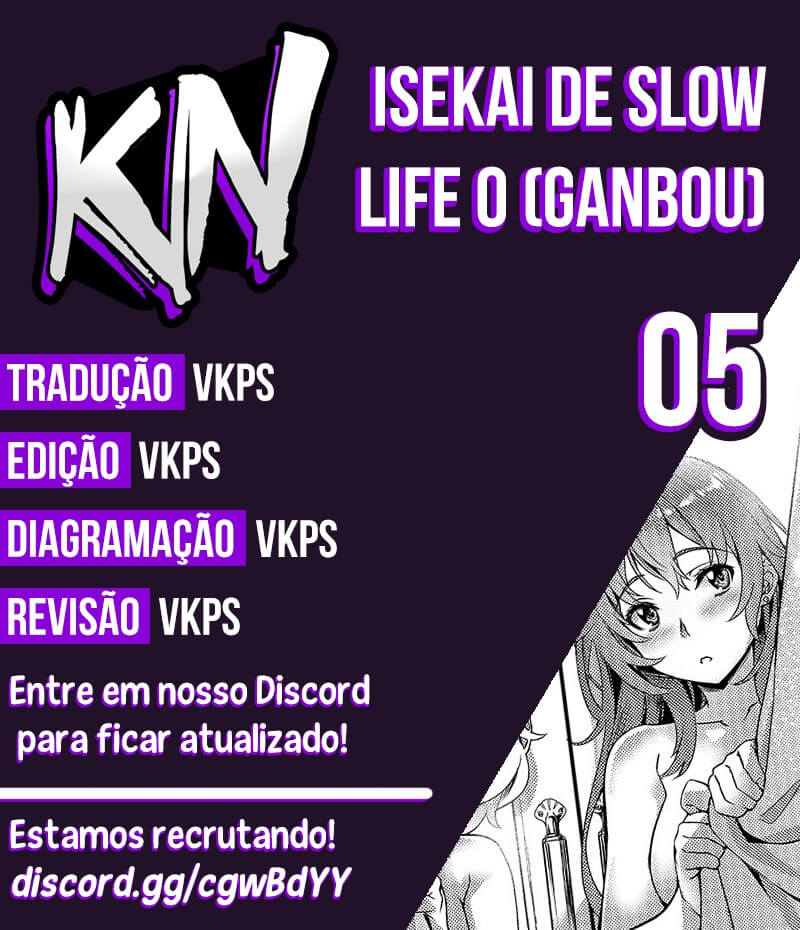 KN
ISEKAI DE SLOW
LIFE O (GANBOU)
05
TRADUÇÃO VKPS
EDIÇÃO VKPS
DIAGRAMAÇÃO VKPS
REVISÃO VKPS
Entre em nosso Discord
para ficar atualizado!
Estamos recrutando!
discord.gg/cgwBdYY